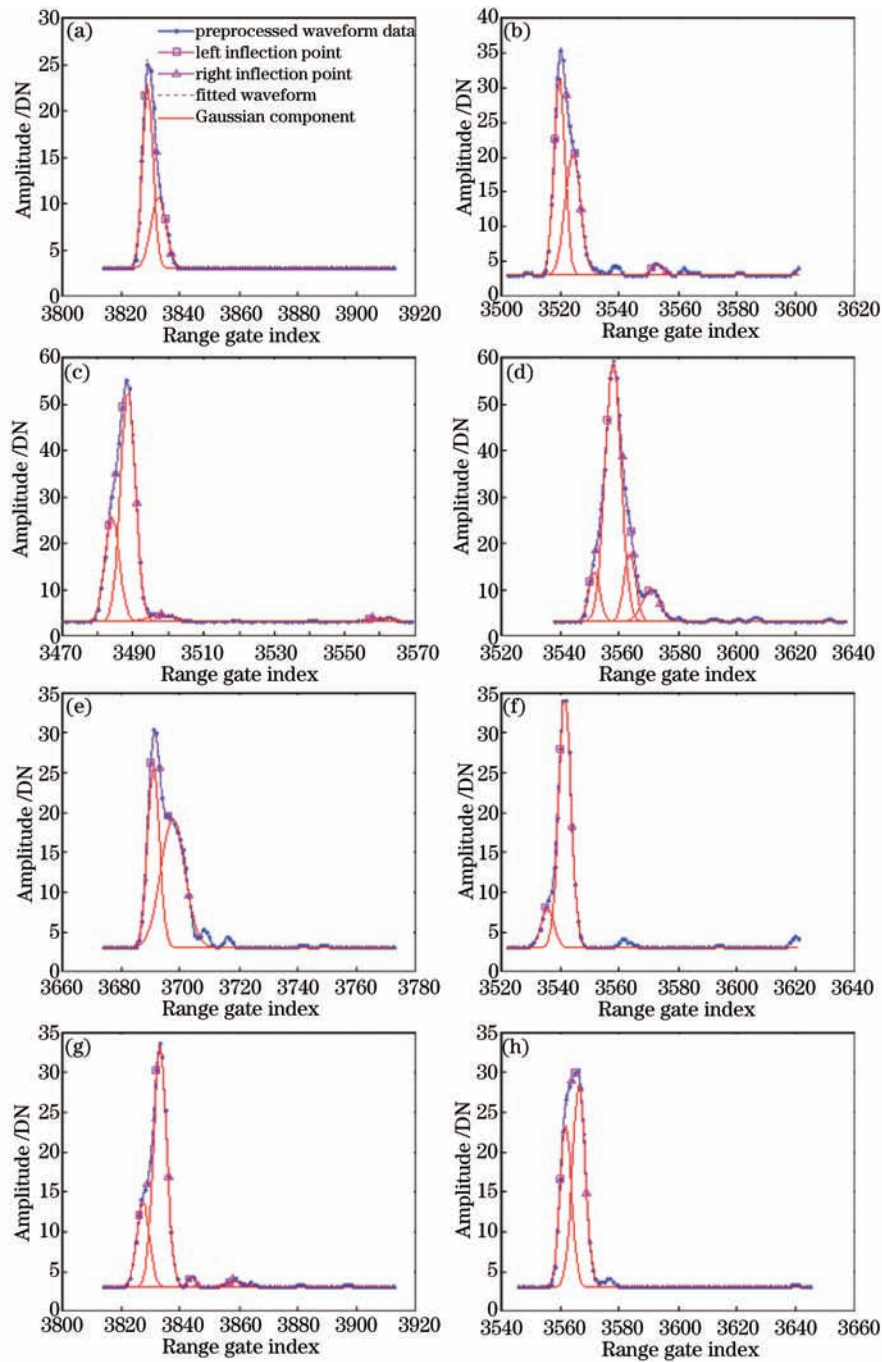 (a)
preprocessed waveform data
left inflection point
right inflection point
fitted waveform
Gaussian component
30
25
20
15
10
5
0
Amplitude /DN
3800 3820 3840 3860 3880 3900 3920
Range gate index
(b)
40
35
30
25
20
15
10
5
0
Amplitude /DN
3500 3520 3540 3560 3580 3600 3620
Range gate index
(c)
60
50
40
30
20
10
0
Amplitude /DN
3470 3490 3510 3530 3550 3570
Range gate index
(d)
60
50
40
30
20
10
0
Amplitude /DN
3520 3540 3560 3580 3600 3620 3640
Range gate index
(e)
35
30
25
20
15
10
5
0
Amplitude /DN
3660 3680 3700 3720 3740 3760 3780
Range gate index
(f)
35
30
25
20
15
10
5
0
Amplitude /DN
3520 3540 3560 3580 3600 3620 3640
Range gate index
(g)
35
30
25
20
15
10
5
0
Amplitude /DN
3800 3820 3840 3860 3880 3900 3920
Range gate index
(h)
35
30
25
20
15
10
5
0
Amplitude /DN
3540 3560 3580 3600 3620 3640 3660
Range gate index